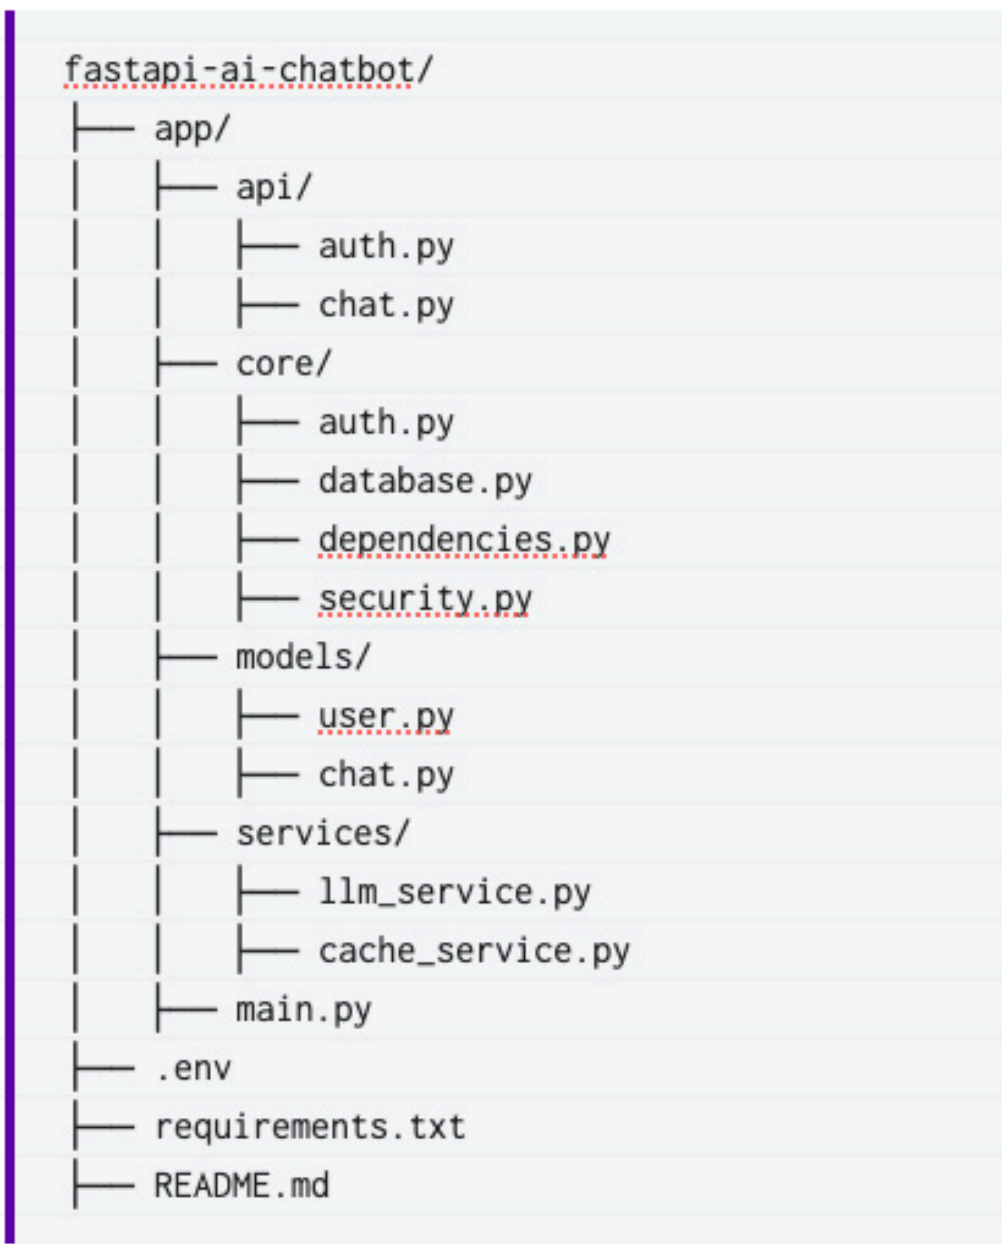 fastapi-ai-chatbot/
├── app/
│   ├── api/
│   │   ├── auth.py
│   │   ├── chat.py
│   ├── core/
│   │   ├── auth.py
│   │   ├── database.py
│   │   ├── dependencies.py
│   │   ├── security.py
│   ├── models/
│   │   ├── user.py
│   │   ├── chat.py
│   ├── services/
│   │   ├── llm_service.py
│   │   ├── cache_service.py
│   ├── main.py
├── .env
├── requirements.txt
├── README.md